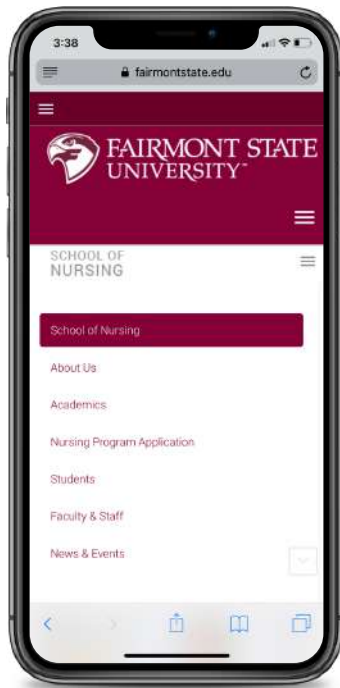 3:38
fairmontstate.edu
FAIRMONT STATE
UNIVERSITY™
SCHOOL OF
NURSING
School of Nursing
About Us
Academics
Nursing Program Application
Students
Faculty & Staff
News & Events